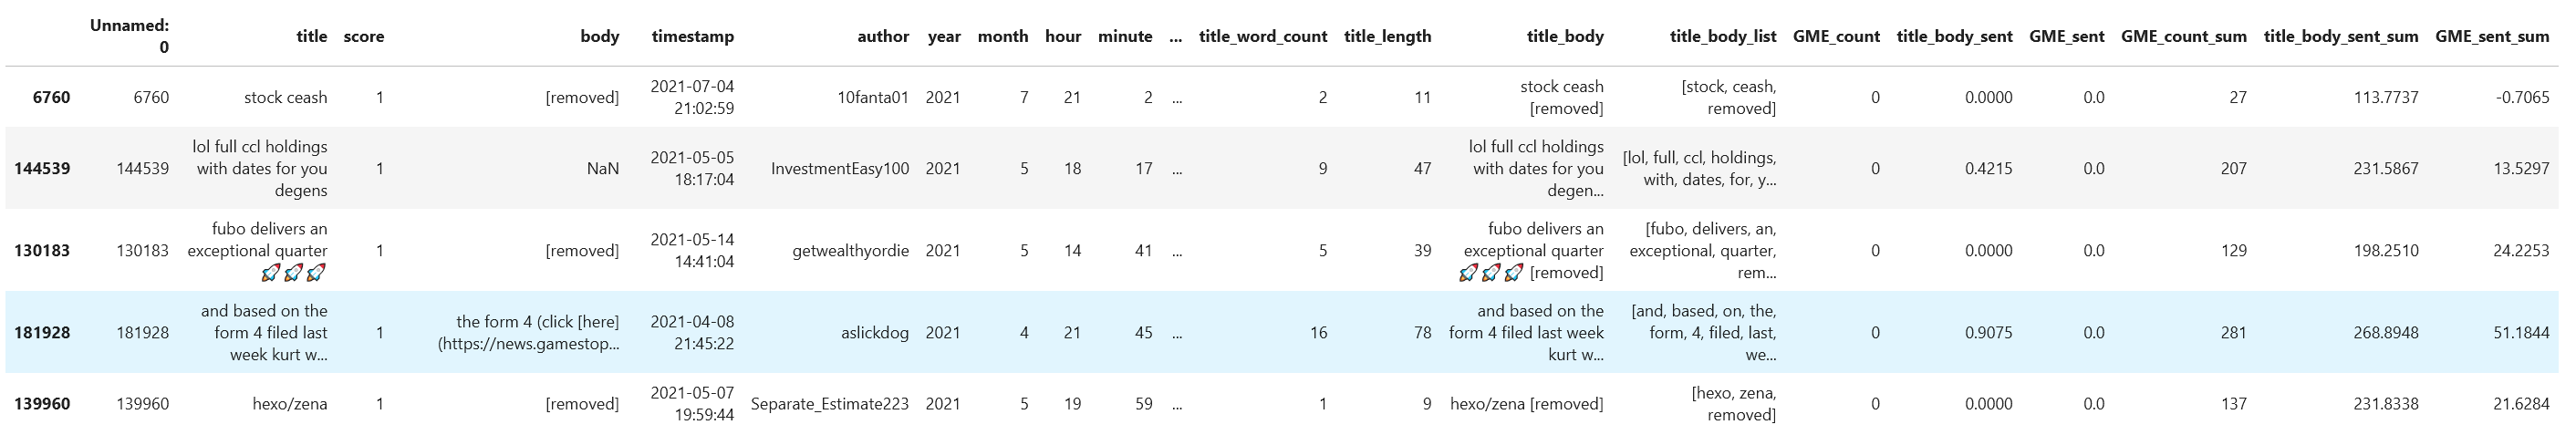 Unnamed: 0 title score body timestamp author year month hour minute ... title_word_count title_length title_body title_body_list GME_count title_body_sent GME_sent GME_count_sum title_body_sent_sum GME_sent_sum
6760 6760 stock ceash 1 [removed] 2021-07-04 21:02:59 10fanta01 2021 7 21 2 ... 2 11 stock ceash [removed] [stock, ceash, removed] 0 0.0000 0.0 27 113.7737 -0.7065
144539 144539 lol full ccl holdings with dates for you degens 1 NaN 2021-05-05 18:17:04 InvestmentEasy100 2021 5 18 17 ... 9 47 lol full ccl holdings with dates for you degen... [lol, full, ccl, holdings, with, dates, for, y... 0 0.4215 0.0 207 231.5867 13.5297
130183 130183 fubo delivers an exceptional quarter 🚀🚀🚀 1 [removed] 2021-05-14 14:41:04 getwealthyordie 2021 5 14 41 ... 5 39 fubo delivers an exceptional quarter 🚀🚀🚀 [removed] [fubo, delivers, an, exceptional, quarter, rem... 0 0.0000 0.0 129 198.2510 24.2253
181928 181928 and based on the form 4 filed last week kurt w... 1 the form 4 (click [here] (https://news.gamestop... 2021-04-08 21:45:22 aslickdog 2021 4 21 45 ... 16 78 and based on the form 4 filed last week kurt w... [and, based, on, the, form, 4, filed, last, we... 0 0.9075 0.0 281 268.8948 51.1844
139960 139960 hexo/zena 1 [removed] 2021-05-07 19:59:44 Separate_Estimate223 2021 5 19 59 ... 1 9 hexo/zena [removed] [hexo, zena, removed] 0 0.0000 0.0 137 231.8338 21.6284